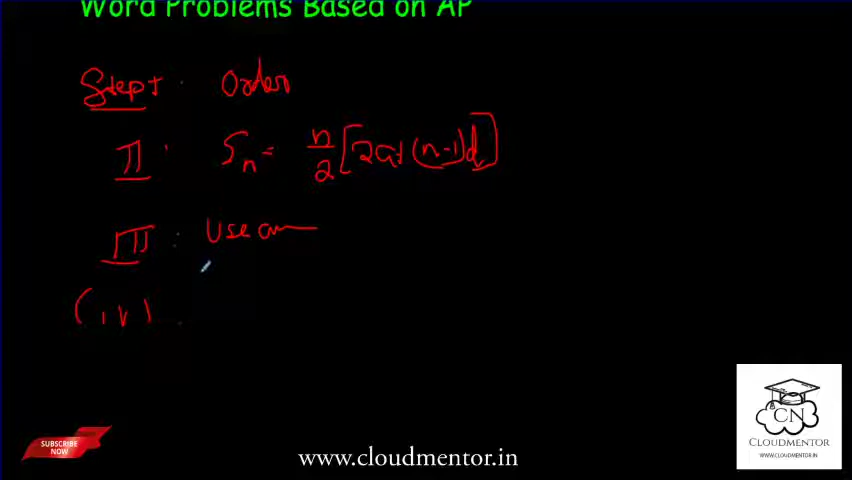 Word Problems Based on AP
Step I : Order
II : Sn = n/2 [2a+(n-1)d]
III : Use a
(iv) :
SUBSCRIBE
NOW
CN
CLOUDMENTOR
WWW.CLOUDMENTOR.IN
www.cloudmentor.in